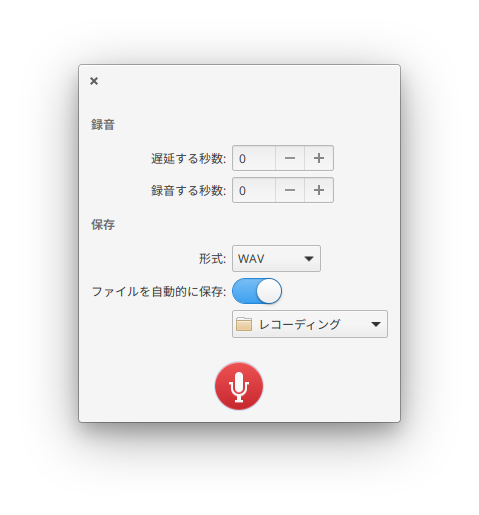 録音
遅延する秒数: 0
録音する秒数: 0
保存
形式: WAV
ファイルを自動的に保存:
レコーディング